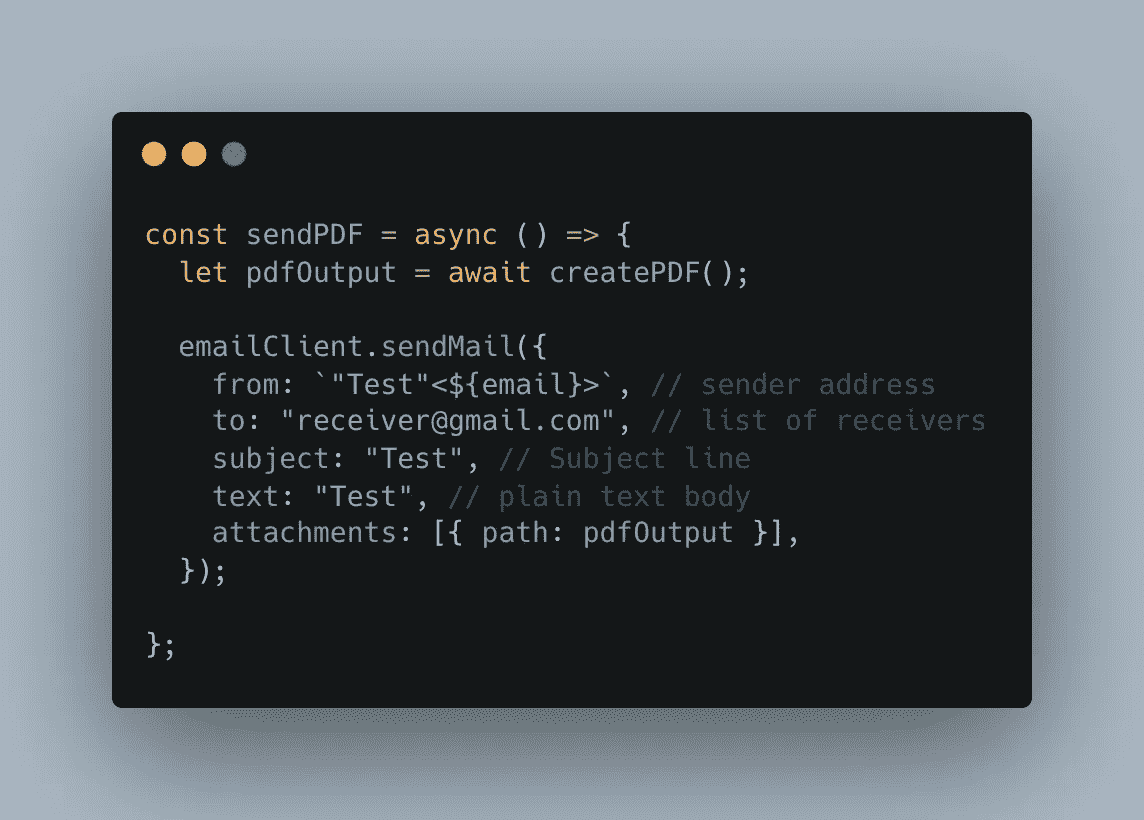 const sendPDF = async () => {
  let pdfOutput = await createPDF();

  emailClient.sendMail({
    from: `"Test"<${email}>`, // sender address
    to: "receiver@gmail.com", // list of receivers
    subject: "Test", // Subject line
    text: "Test", // plain text body
    attachments: [{ path: pdfOutput }],
  });

};